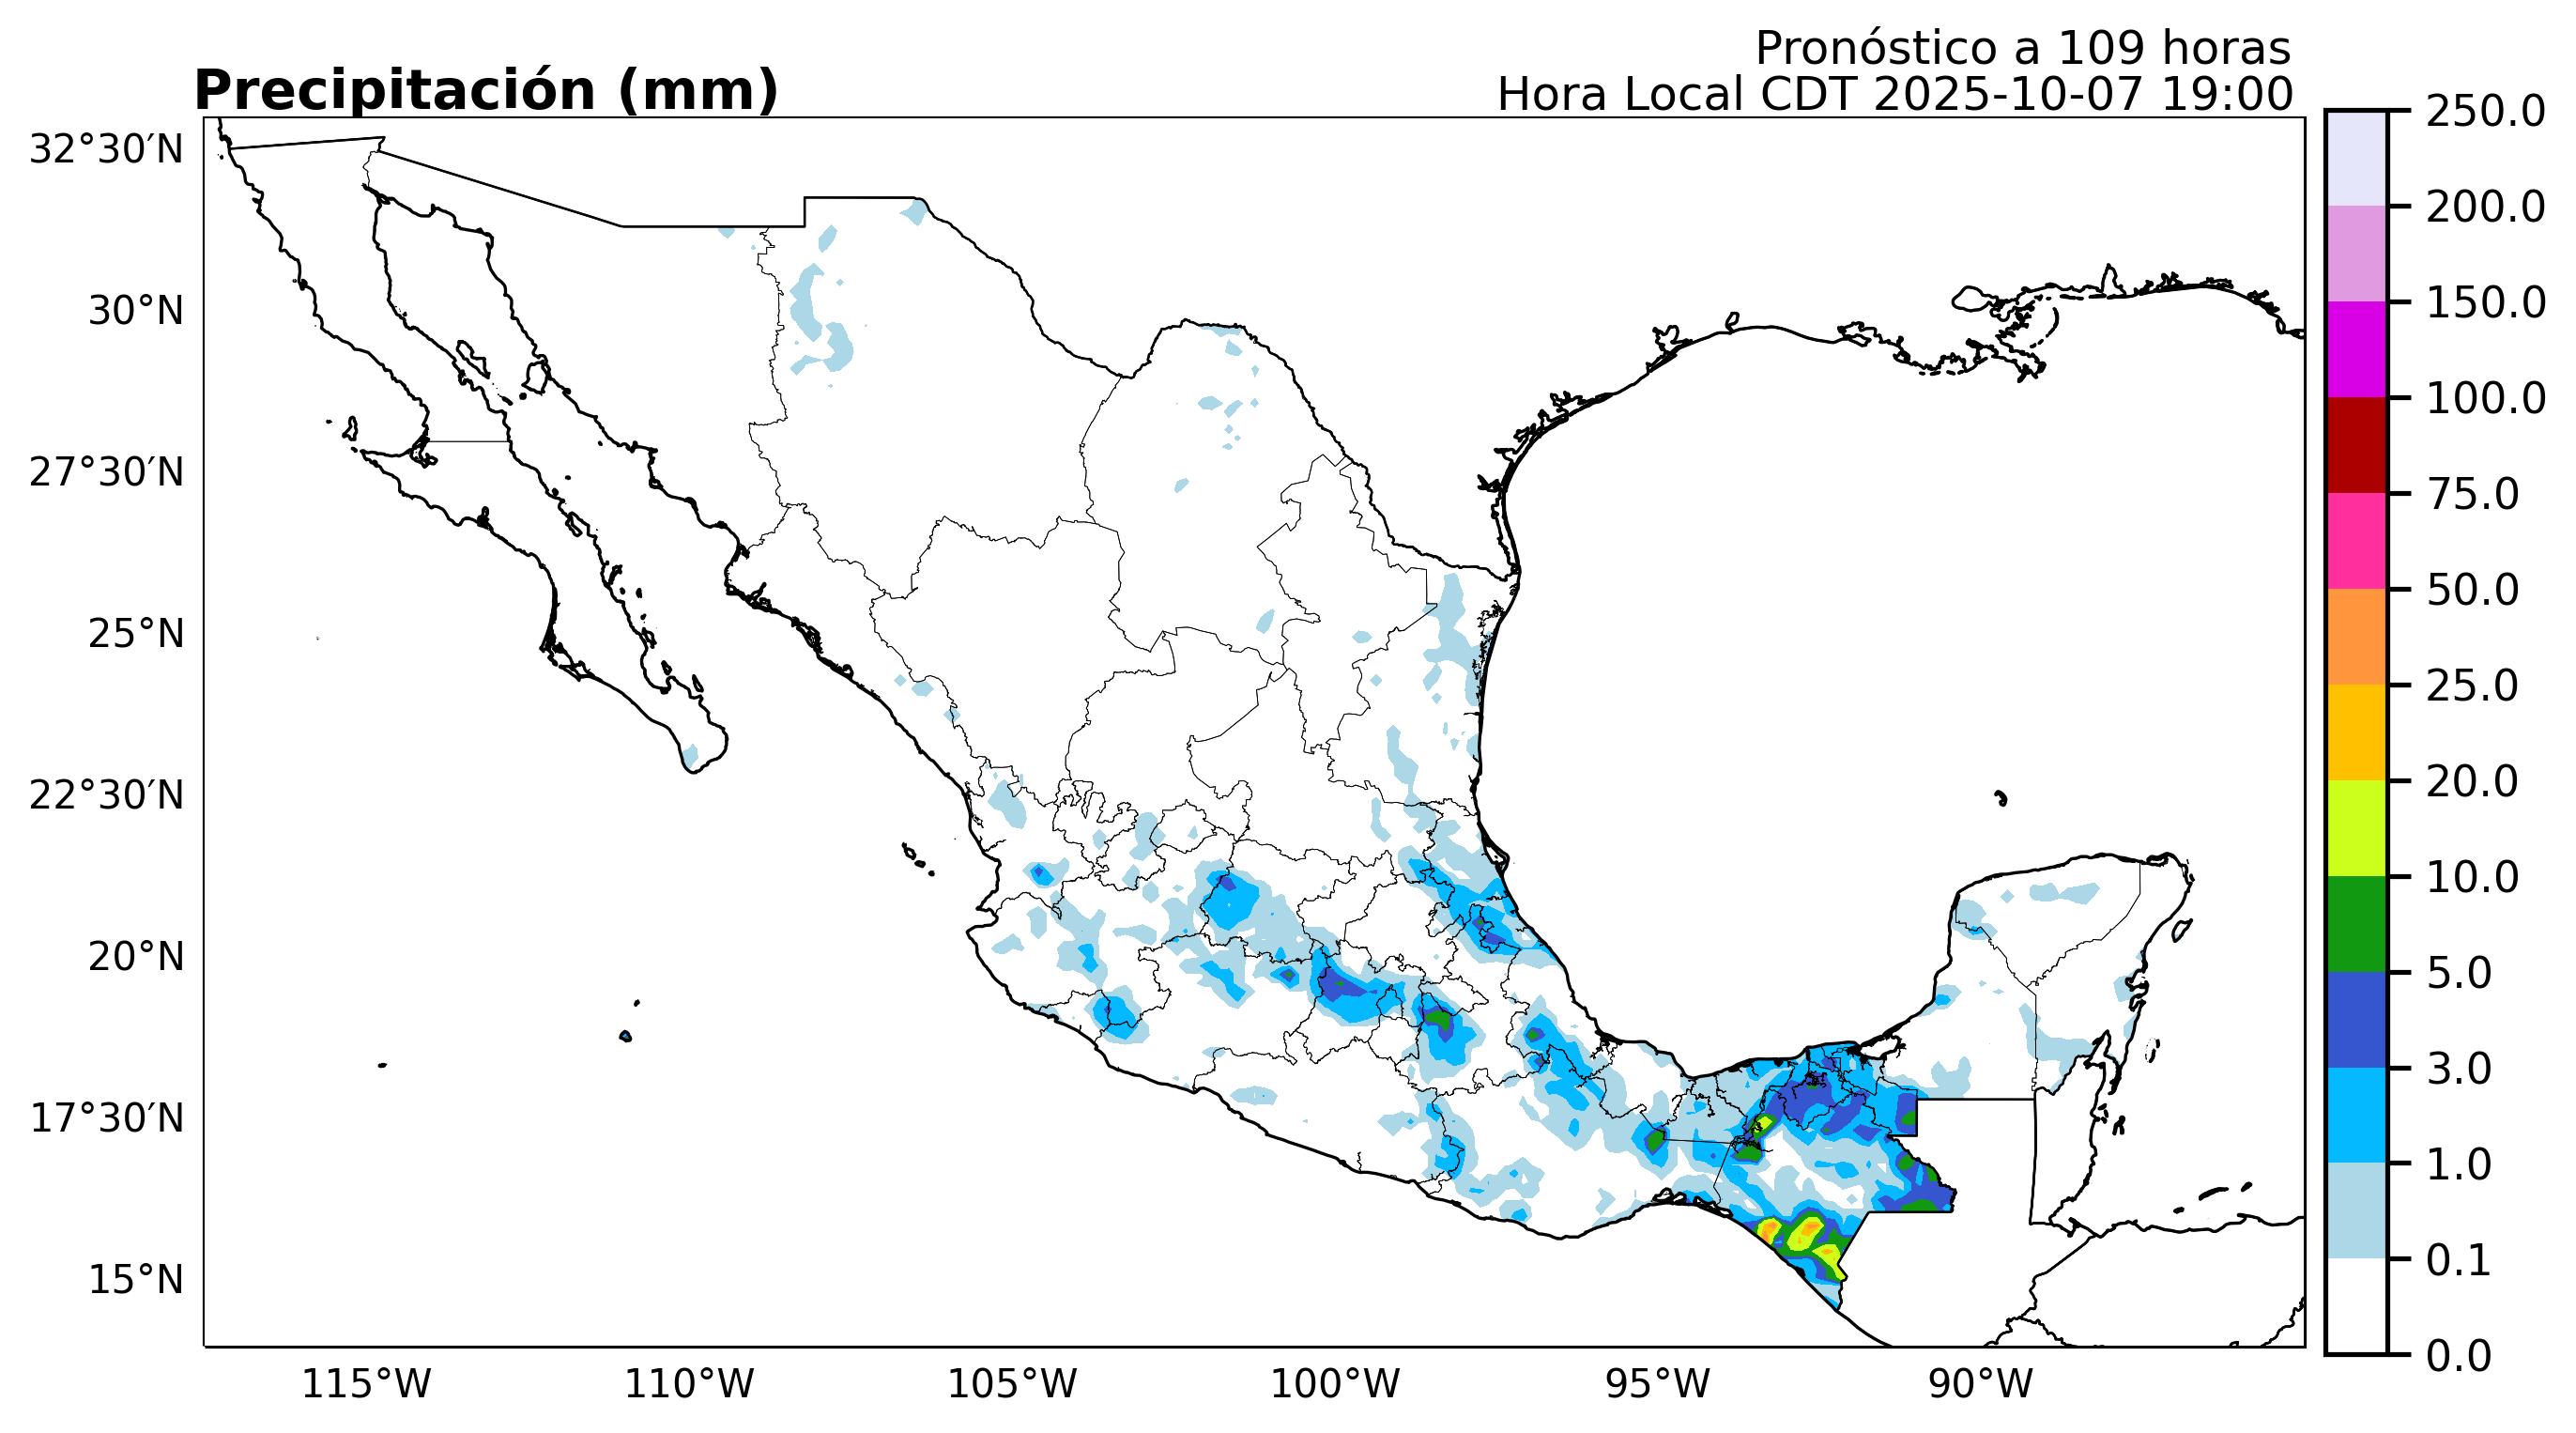 Pronóstico a 109 horas
Precipitación (mm)
Hora Local CDT 2025-10-07 19:00
32°30′N
30°N
27°30′N
25°N
22°30′N
20°N
17°30′N
15°N
115°W
110°W
105°W
100°W
95°W
90°W
250.0
200.0
150.0
100.0
75.0
50.0
25.0
20.0
10.0
5.0
3.0
1.0
0.1
0.0